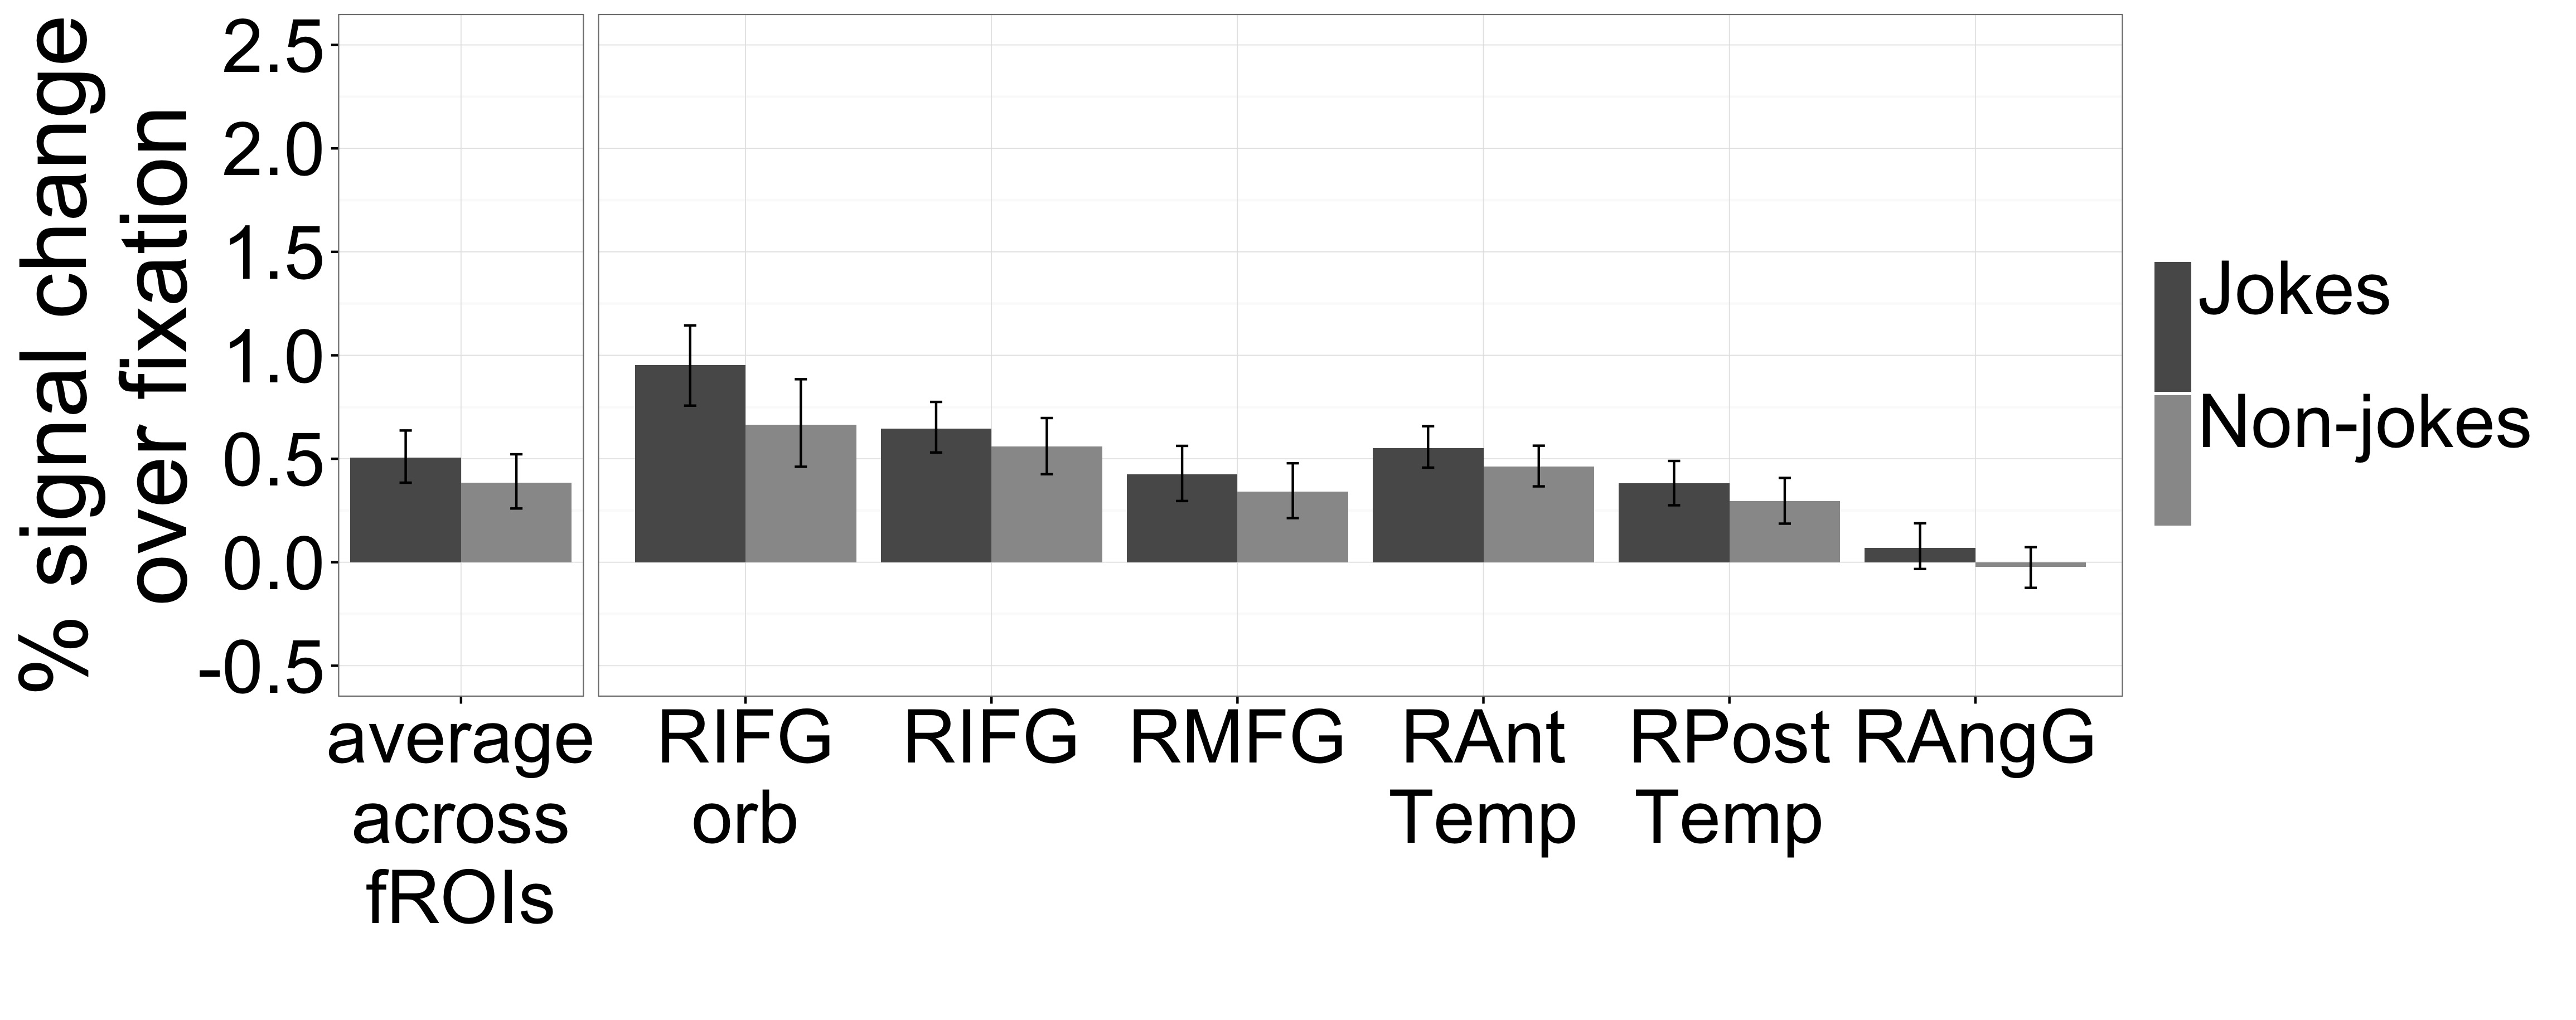 % signal change
over fixation
2.5
2.0
1.5
1.0
0.5
0.0
-0.5
average
across
fROIs
RIFG
orb
RIFG
RMFG
RAnt
Temp
RPost
Temp
RAngG
Jokes
Non-jokes